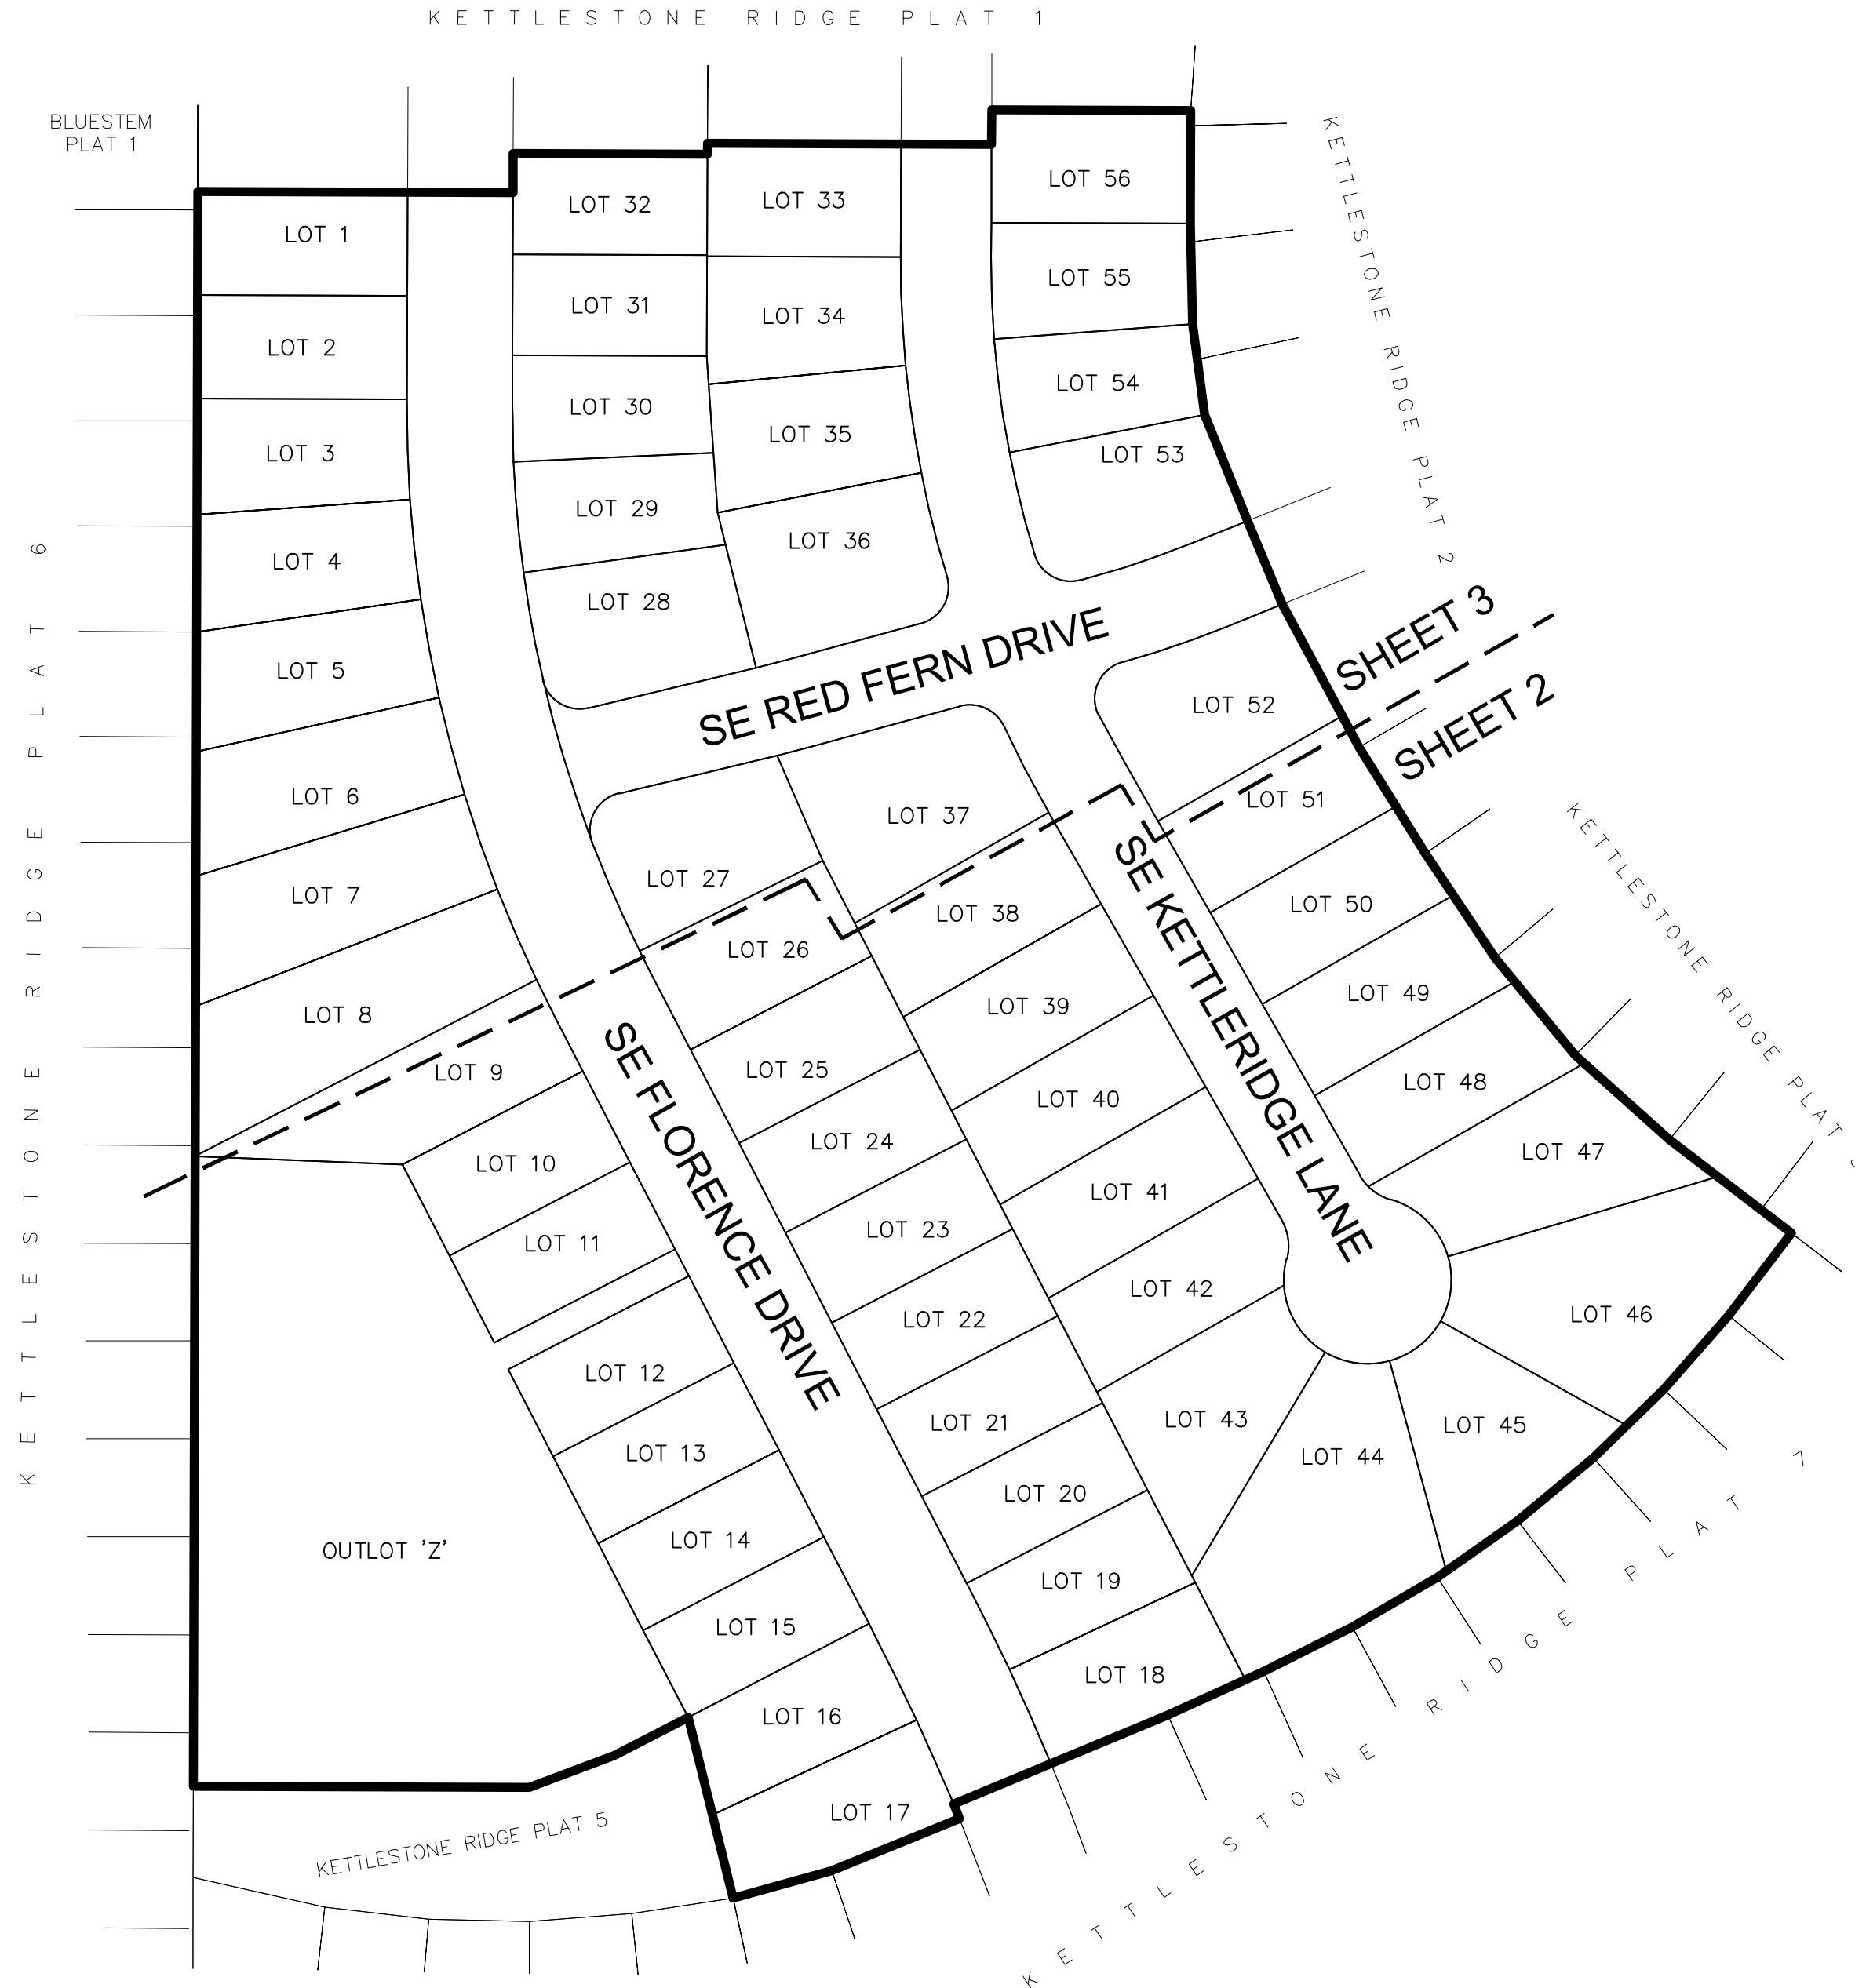 KETTLESTONE RIDGE PLAT 1
BLUESTEM
PLAT 1
KETTLESTONE RIDGE PLAT 2
KETTLESTONE RIDGE PLAT 6
KETTLESTONE RIDGE PLAT
LOT 1
LOT 2
LOT 3
LOT 4
LOT 5
LOT 6
LOT 7
LOT 8
LOT 9
LOT 10
LOT 11
LOT 12
LOT 13
LOT 14
LOT 15
LOT 16
LOT 17
LOT 18
LOT 19
LOT 20
LOT 21
LOT 22
LOT 23
LOT 24
LOT 25
LOT 26
LOT 27
LOT 28
LOT 29
LOT 30
LOT 31
LOT 32
LOT 33
LOT 34
LOT 35
LOT 36
LOT 37
LOT 38
LOT 39
LOT 40
LOT 41
LOT 42
LOT 43
LOT 44
LOT 45
LOT 46
LOT 47
LOT 48
LOT 49
LOT 50
LOT 51
LOT 52
LOT 53
LOT 54
LOT 55
LOT 56
SE RED FERN DRIVE
SHEET 3
SHEET 2
SE KETTLERIDGE LANE
SE FLORENCE DRIVE
OUTLOT 'Z'
KETTLESTONE RIDGE PLAT 5
KETTLESTONE RIDGE PLAT 7